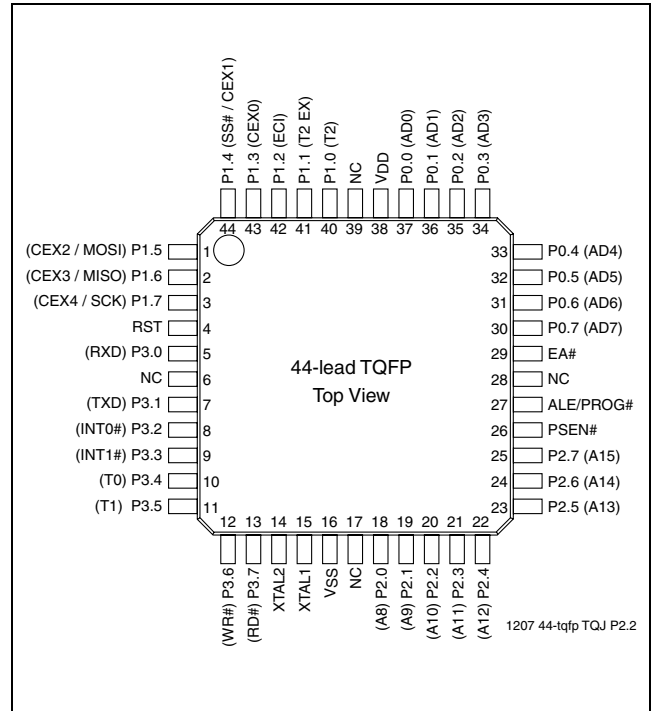 P1.4 (SS# / CEX1)
P1.3 (CEX0)
P1.2 (ECI)
P1.1 (T2 EX)
P1.0 (T2)
NC
VDD
P0.0 (AD0)
P0.1 (AD1)
P0.2 (AD2)
P0.3 (AD3)
44 43 42 41 40 39 38 37 36 35 34
(CEX2 / MOSI) P1.5 1
(CEX3 / MISO) P1.6 2
(CEX4 / SCK) P1.7 3
RST 4
(RXD) P3.0 5
NC 6
(TXD) P3.1 7
(INT0#) P3.2 8
(INT1#) P3.3 9
(T0) P3.4 10
(T1) P3.5 11
44-lead TQFP
Top View
33 P0.4 (AD4)
32 P0.5 (AD5)
31 P0.6 (AD6)
30 P0.7 (AD7)
29 EA#
28 NC
27 ALE/PROG#
26 PSEN#
25 P2.7 (A15)
24 P2.6 (A14)
23 P2.5 (A13)
12 13 14 15 16 17 18 19 20 21 22
(WR#) P3.6
(RD#) P3.7
XTAL2
XTAL1
VSS
NC
(A8) P2.0
(A9) P2.1
(A10) P2.2
(A11) P2.3
(A12) P2.4
1207 44-tqfp TQJ P2.2